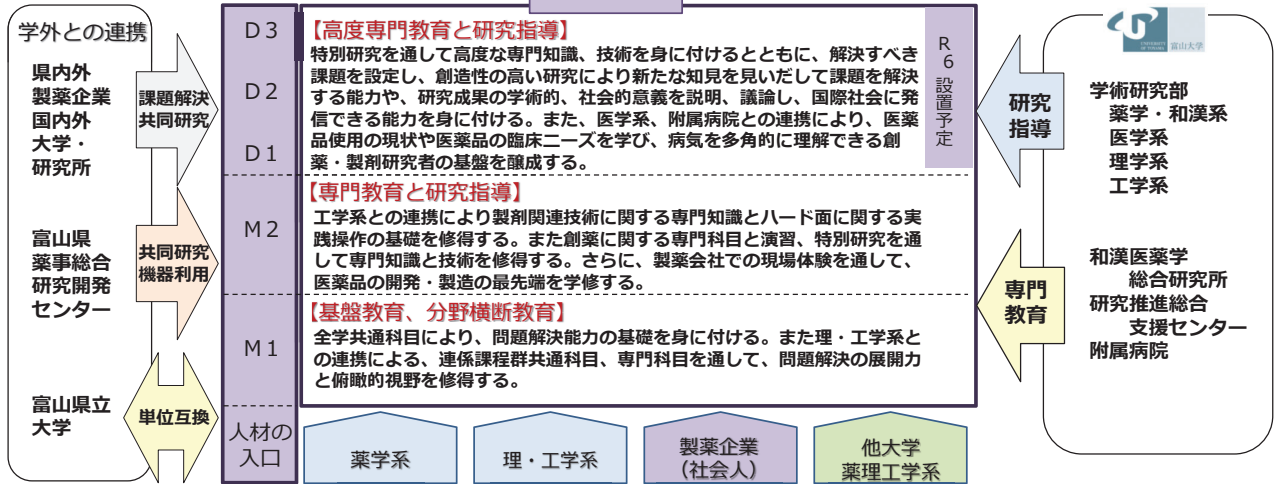 学外との連携
県内外
製薬企業
国内外
大学・
研究所
富山県
薬事総合
研究開発
センター
富山県立
大学
課題解決
共同研究
共同研究
機器利用
単位互換
D3
D2
D1
M2
M1
人材の
入口
【高度専門教育と研究指導】
特別研究を通して高度な専門知識、技術を身に付けるとともに、解決すべき
課題を設定し、創造性の高い研究により新たな知見を見いだして課題を解決
する能力や、研究成果の学術的、社会的意義を説明、議論し、国際社会に発
信できる能力を身に付ける。また、医学系、附属病院との連携により、医薬
品使用の現状や医薬品の臨床ニーズを学び、病気を多角的に理解できる創
薬・製剤研究者の基盤を醸成する。
R6設置予定
【専門教育と研究指導】
工学系との連携により製剤関連技術に関する専門知識とハード面に関する実
践操作の基礎を修得する。また創薬に関する専門科目と演習、特別研究を通
して専門知識と技術を修得する。さらに、製薬会社での現場体験を通して、
医薬品の開発・製造の最先端を学修する。
【基盤教育、分野横断教育】
全学共通科目により、問題解決能力の基礎を身に付ける。また理・工学系と
の連携による、連係課程群共通科目、専門科目を通して、問題解決の展開力
と俯瞰的視野を修得する。
薬学系
理・工学系
製薬企業
(社会人)
他大学
薬理工学系
研究
指導
専門
教育
富山大学
学術研究部
薬学・和漢系
医学系
理学系
工学系
和漢医薬学
総合研究所
研究推進総合
支援センター
附属病院